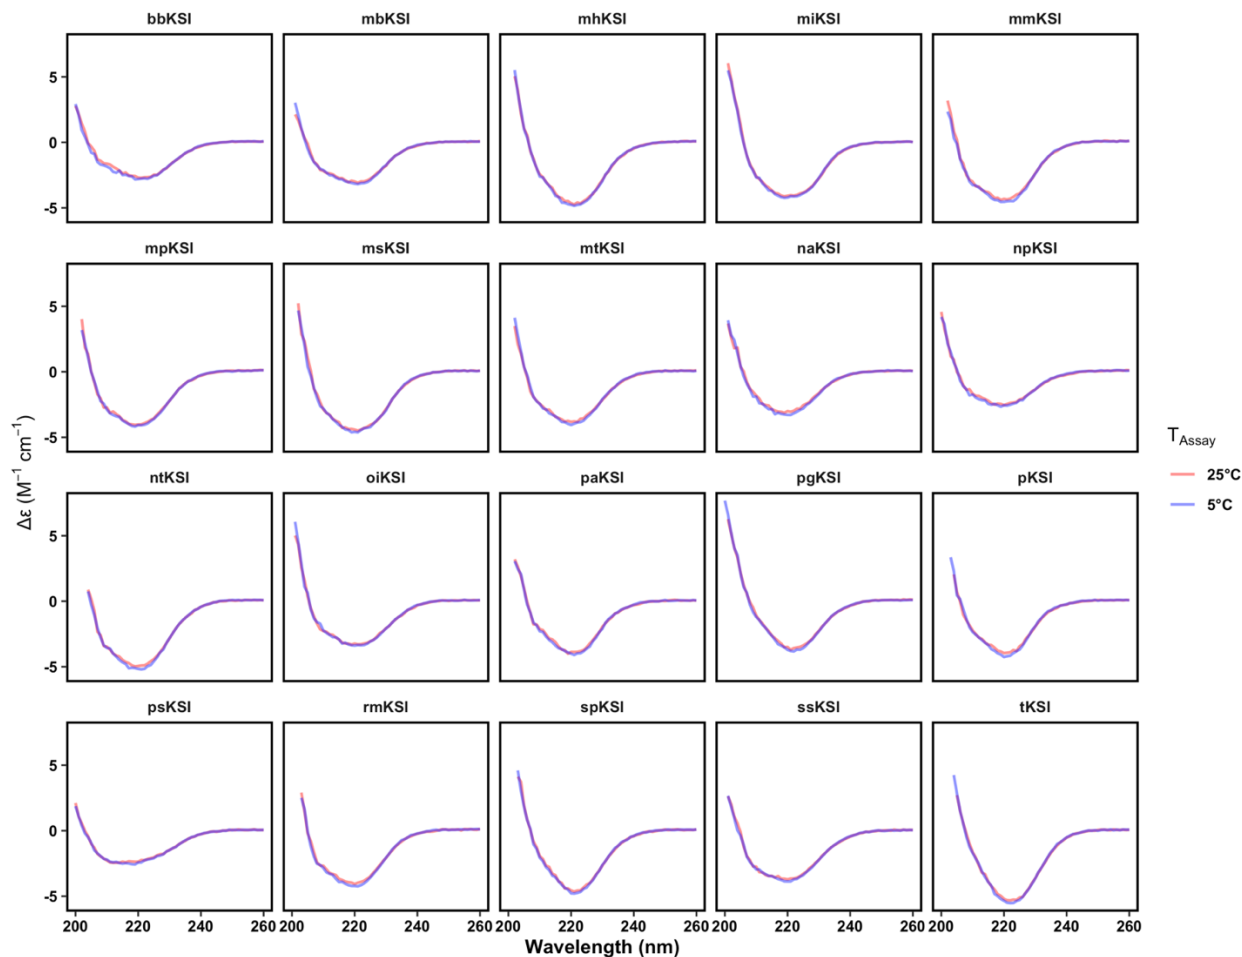 bbKSI mbKSI mhKSI miKSI mmKSI
5
0
-5
mpKSI msKSI mtKSI naKSI npKSI
5
0
-5
ntKSI oiKSI paKSI pgKSI pKSI
5
0
-5
psKSI rmKSI spKSI ssKSI tKSI
5
0
-5
200 220 240 260 200 220 240 260 200 220 240 260 200 220 240 260 200 220 240 260
Wavelength (nm)
Δε (M⁻¹ cm⁻¹)
TAssay
25°C
5°C